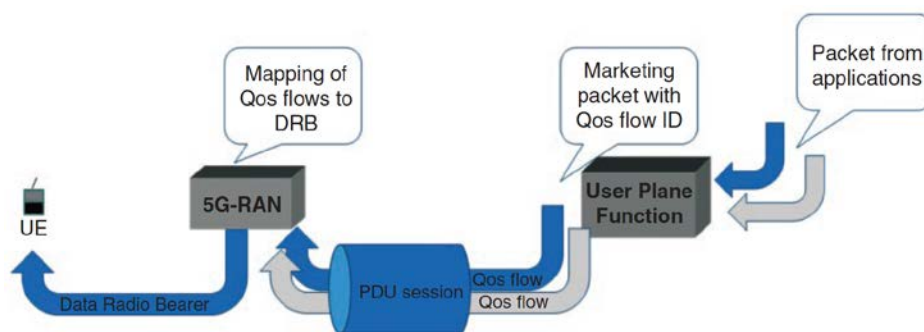 Mapping of
Qos flows to
DRB
Marketing
packet with
Qos flow ID
Packet from
applications
5G-RAN
User Plane
Function
UE
Data Radio Bearer
PDU session
Qos flow
Qos flow